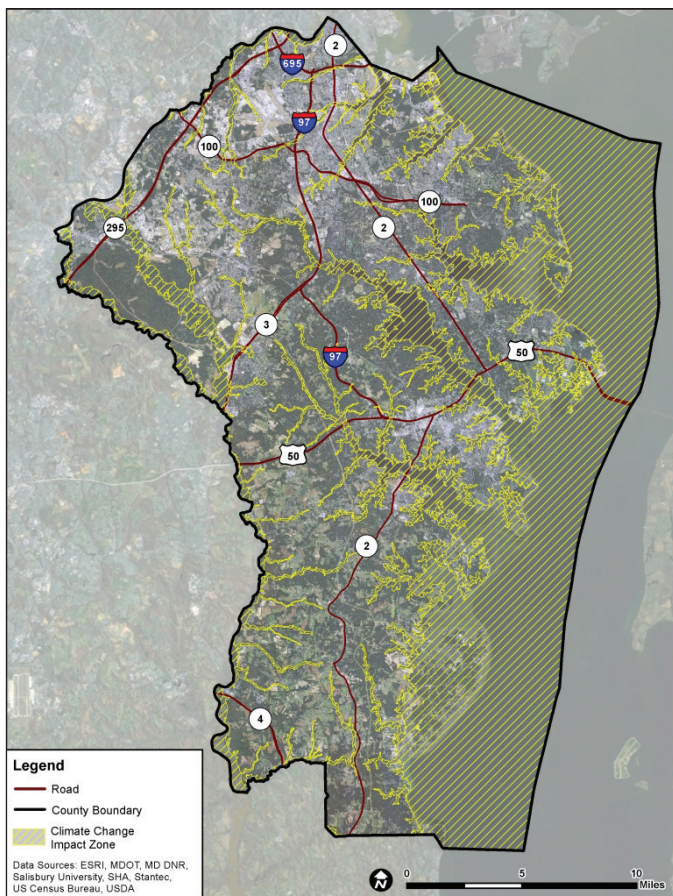 2
695
97
100
100
2
295
3
50
97
50
2
4
Legend
Road
County Boundary
Climate Change
Impact Zone
Data Sources: ESRI, MDOT, MD DNR,
Salisbury University, SHA, Stantec,
US Census Bureau, USDA
N
0 5 10
Miles